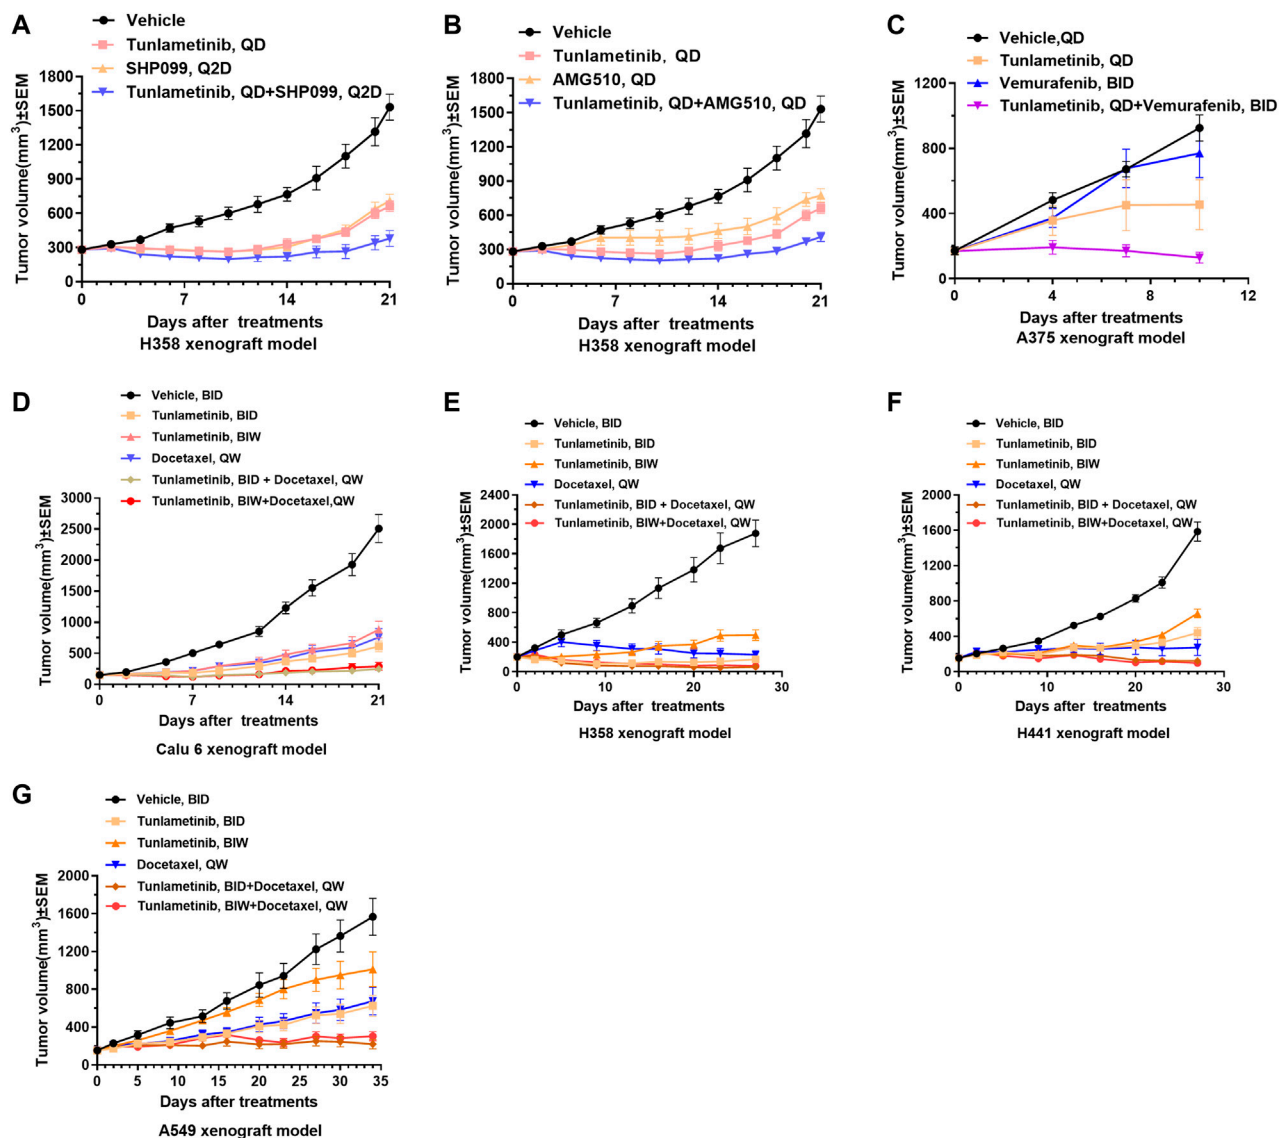 A
Vehicle
Tunlametinib, QD
SHP099, Q2D
Tunlametinib, QD+SHP099, Q2D
Tumor volume(mm³)±SEM
1800
1500
1200
900
600
300
0
0 7 14 21
Days after treatments
H358 xenograft model
B
Vehicle
Tunlametinib, QD
AMG510, QD
Tunlametinib, QD+AMG510, QD
Tumor volume(mm³)±SEM
1800
1500
1200
900
600
300
0
0 7 14 21
Days after treatments
H358 xenograft model
C
Vehicle,QD
Tunlametinib, QD
Vemurafenib, BID
Tunlametinib, QD+Vemurafenib, BID
Tumor volume(mm³)±SEM
1200
800
400
0
0 4 8 12
Days after treatments
A375 xenograft model
D
Vehicle, BID
Tunlametinib, BID
Tunlametinib, BIW
Docetaxel, QW
Tunlametinib, BID + Docetaxel, QW
Tunlametinib, BIW+Docetaxel,QW
Tumor volume(mm³)±SEM
3000
2500
2000
1500
1000
500
0
0 7 14 21
Days after treatments
Calu 6 xenograft model
E
Vehicle, BID
Tunlametinib, BID
Tunlametinib, BIW
Docetaxel, QW
Tunlametinib, BID + Docetaxel, QW
Tunlametinib, BIW+Docetaxel, QW
Tumor volume(mm³)±SEM
2400
2000
1600
1200
800
400
0
0 10 20 30
Days after treatments
H358 xenograft model
F
Vehicle, BID
Tunlametinib, BID
Tunlametinib, BIW
Docetaxel, QW
Tunlametinib, BID + Docetaxel, QW
Tunlametinib, BIW+Docetaxel, QW
Tumor volume(mm³)±SEM
2000
1600
1200
800
400
0
0 10 20 30
Days after treatments
H441 xenograft model
G
Vehicle, BID
Tunlametinib, BID
Tunlametinib, BIW
Docetaxel, QW
Tunlametinib, BID+Docetaxel, QW
Tunlametinib, BIW+Docetaxel, QW
Tumor volume(mm³)±SEM
2000
1600
1200
800
400
0
0 5 10 15 20 25 30 35
Days after treatments
A549 xenograft model